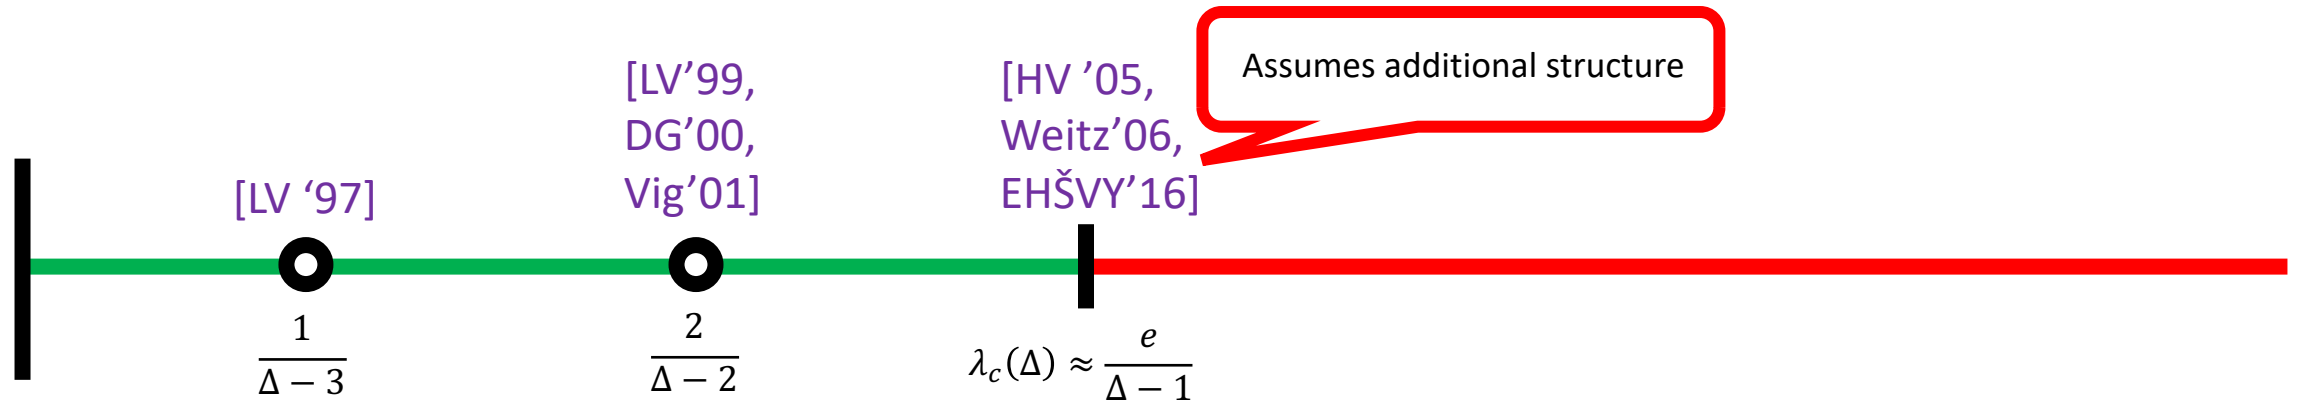 [LV ‘97]
[LV’99,
DG’00,
Vig’01]
[HV ’05,
Weitz’06,
EHŠVY’16]
Assumes additional structure
1
Δ − 3
2
Δ − 2
λc(Δ) ≈ e
Δ − 1